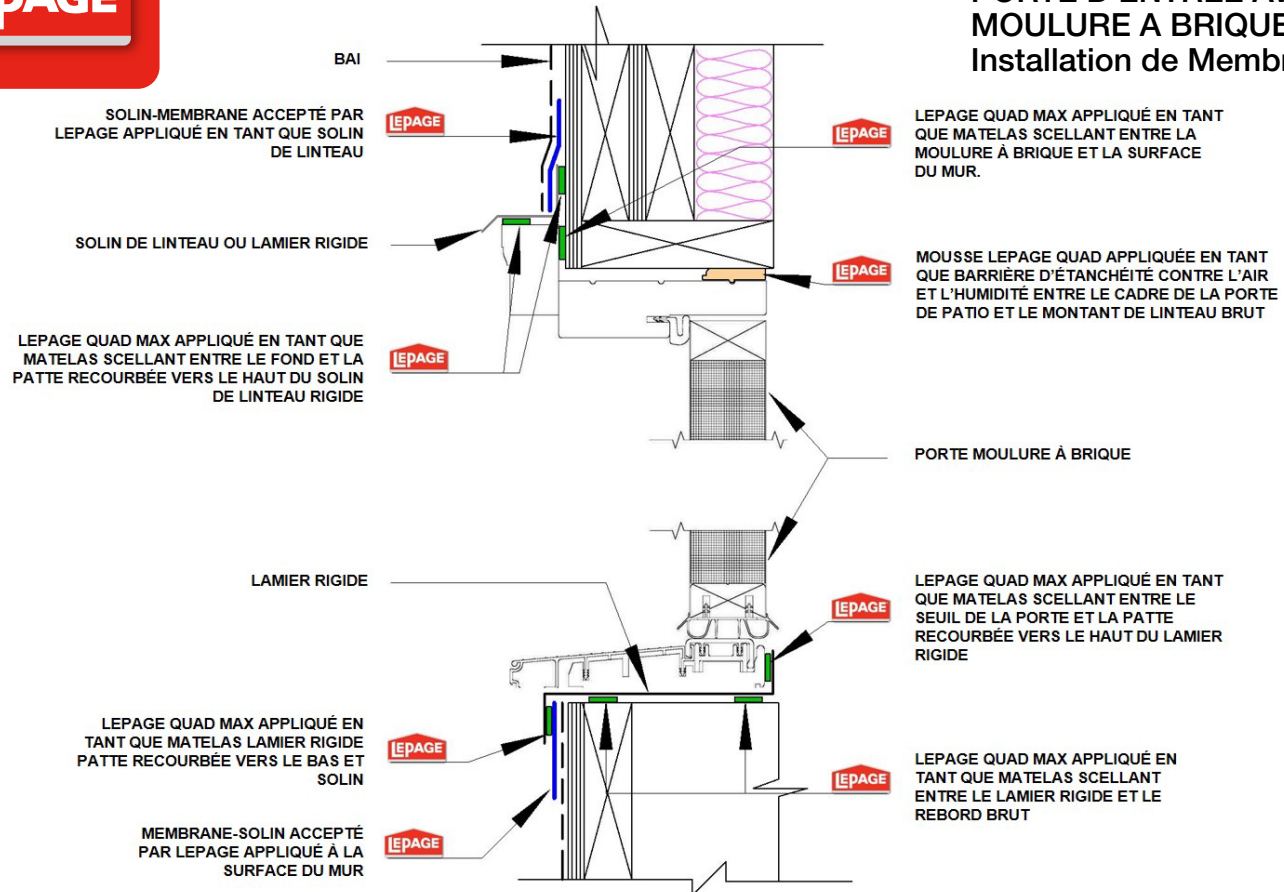 LEPAGE
PORTE D'ENTRÉE
MOULURE A BRIQUE
Installation de
BAI
SOLIN-MEMBRANE ACCEPTÉ PAR
LEPAGE APPLIQUÉ EN TANT QUE SOLIN
DE LINTEAU
LEPAGE
SOLIN DE LINTEAU OU LAMIER RIGIDE
LEPAGE QUAD MAX APPLIQUÉ EN TANT QUE
MATELAS SCELLANT ENTRE LE FOND ET LA
PATTE RECOURBÉE VERS LE HAUT DU SOLIN
DE LINTEAU RIGIDE
LEPAGE
LEPAGE
LEPAGE QUAD MAX APPLIQUÉ EN TANT
QUE MATELAS SCELLANT ENTRE LA
MOULURE À BRIQUE ET LA SURFACE
DU MUR.
LEPAGE
MOUSSE LEPAGE QUAD APPLIQUÉE EN TANT
QUE BARRIÈRE D'ÉTANCHÉITÉ CONTRE L'AIR
ET L'HUMIDITÉ ENTRE LE CADRE DE LA PORTE
DE PATIO ET LE MONTANT DE LINTEAU BRUT
PORTE MOULURE À BRIQUE
LAMIER RIGIDE
LEPAGE
LEPAGE QUAD MAX APPLIQUÉ EN TANT
QUE MATELAS SCELLANT ENTRE LE
SEUIL DE LA PORTE ET LA PATTE
RECOURBÉE VERS LE HAUT DU LAMIER
RIGIDE
LEPAGE QUAD MAX APPLIQUÉ EN
TANT QUE MATELAS LAMIER RIGIDE
PATTE RECOURBÉE VERS LE BAS ET
SOLIN
LEPAGE
LEPAGE
LEPAGE QUAD MAX APPLIQUÉ EN
TANT QUE MATELAS SCELLANT
ENTRE LE LAMIER RIGIDE ET LE
REBORD BRUT
MEMBRANE-SOLIN ACCEPTÉ
PAR LEPAGE APPLIQUÉ À LA
SURFACE DU MUR
LEPAGE